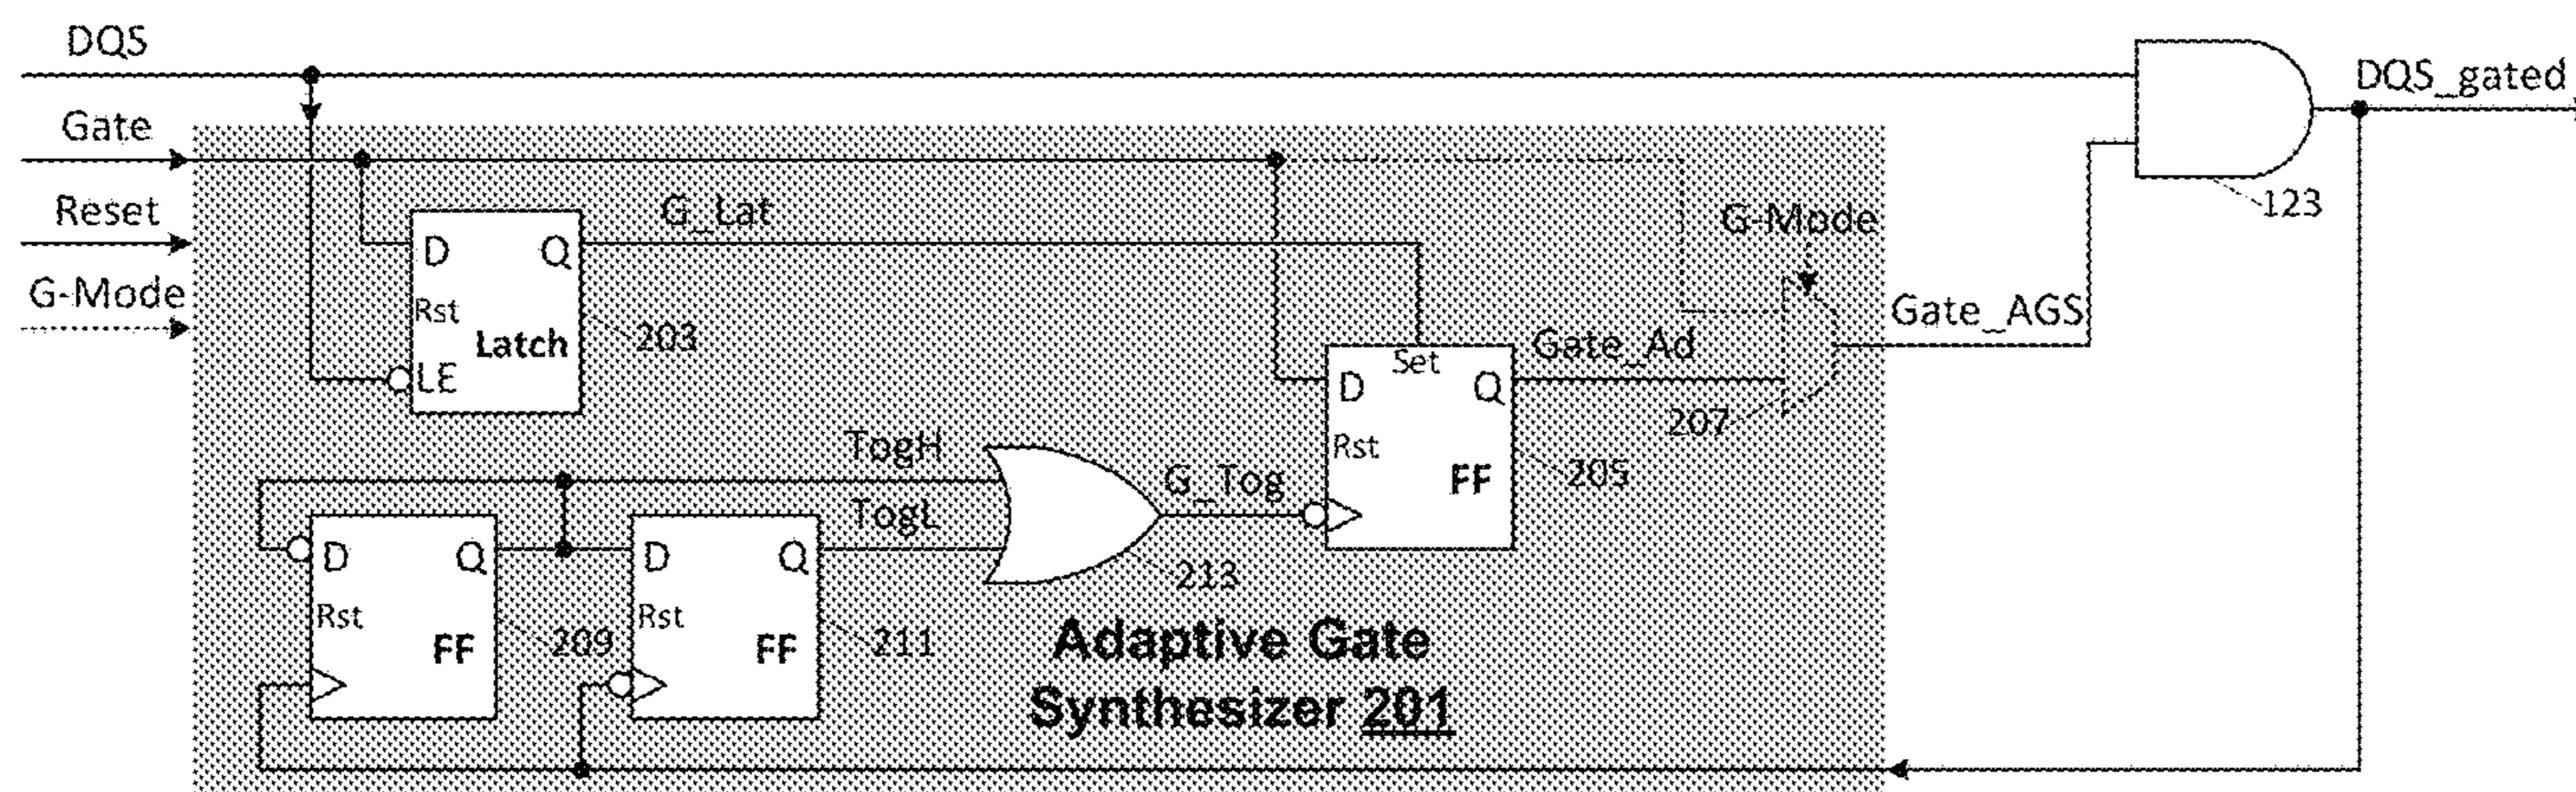 DQS
DQS_gated
Gate
Reset
G_Lat
G-Mode
123
D Q
G-Mode
Rst
Gate_AGS
Latch
203
Gate_Ad
Set
LE
D Q
207
TogH
Rst
G_Tog
FF
205
TogL
D Q
D Q
213
Rst
Rst
FF
209
FF
211
Adaptive Gate
Synthesizer 201